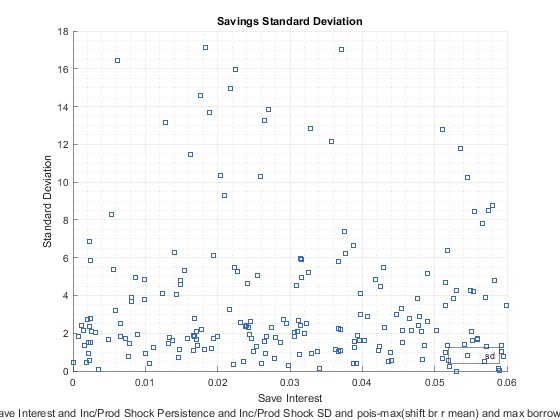 Savings Standard Deviation
18
16
14
12
10
8
6
4
2
0
Standard Deviation
sd
0 0.01 0.02 0.03 0.04 0.05 0.06
Save Interest
ave Interest and Inc/Prod Shock Persistence and Inc/Prod Shock SD and pois-max(shift br r mean) and max borrow